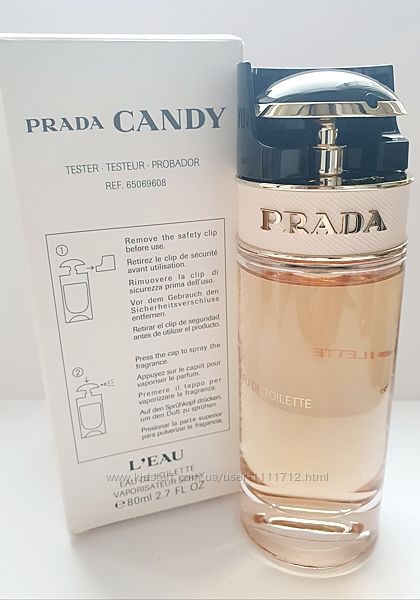 PRADA CANDY
TESTER · TESTEUR · PROBADOR
REF. 65069608
1
Remove the safety clip
before use.
Retirez le clip de sécurité
avant utilisation.
Rimuovere la clip di
sicurezza prima dell'uso.
Vor dem Gebrauch den
Sicherheitsverschluss
entfernen.
Retirar el clip de seguridad
antes de utilizar el producto.
2
Press the cap to spray the
fragrance.
Appuyez sur le capot pour
vaporiser le parfum.
Premere il tappo per
vaporizzare la fragranza.
Auf den Sprühkopf drücken,
um den Duft zu sprühen.
Presionar la parte superior
para pulverizar la fragancia.
L'EAU
EAU DE TOILETTE
VAPORISATEUR SPRAY
e 80ml 2.7 FL OZ
PRADA
EAU DE TOILETTE